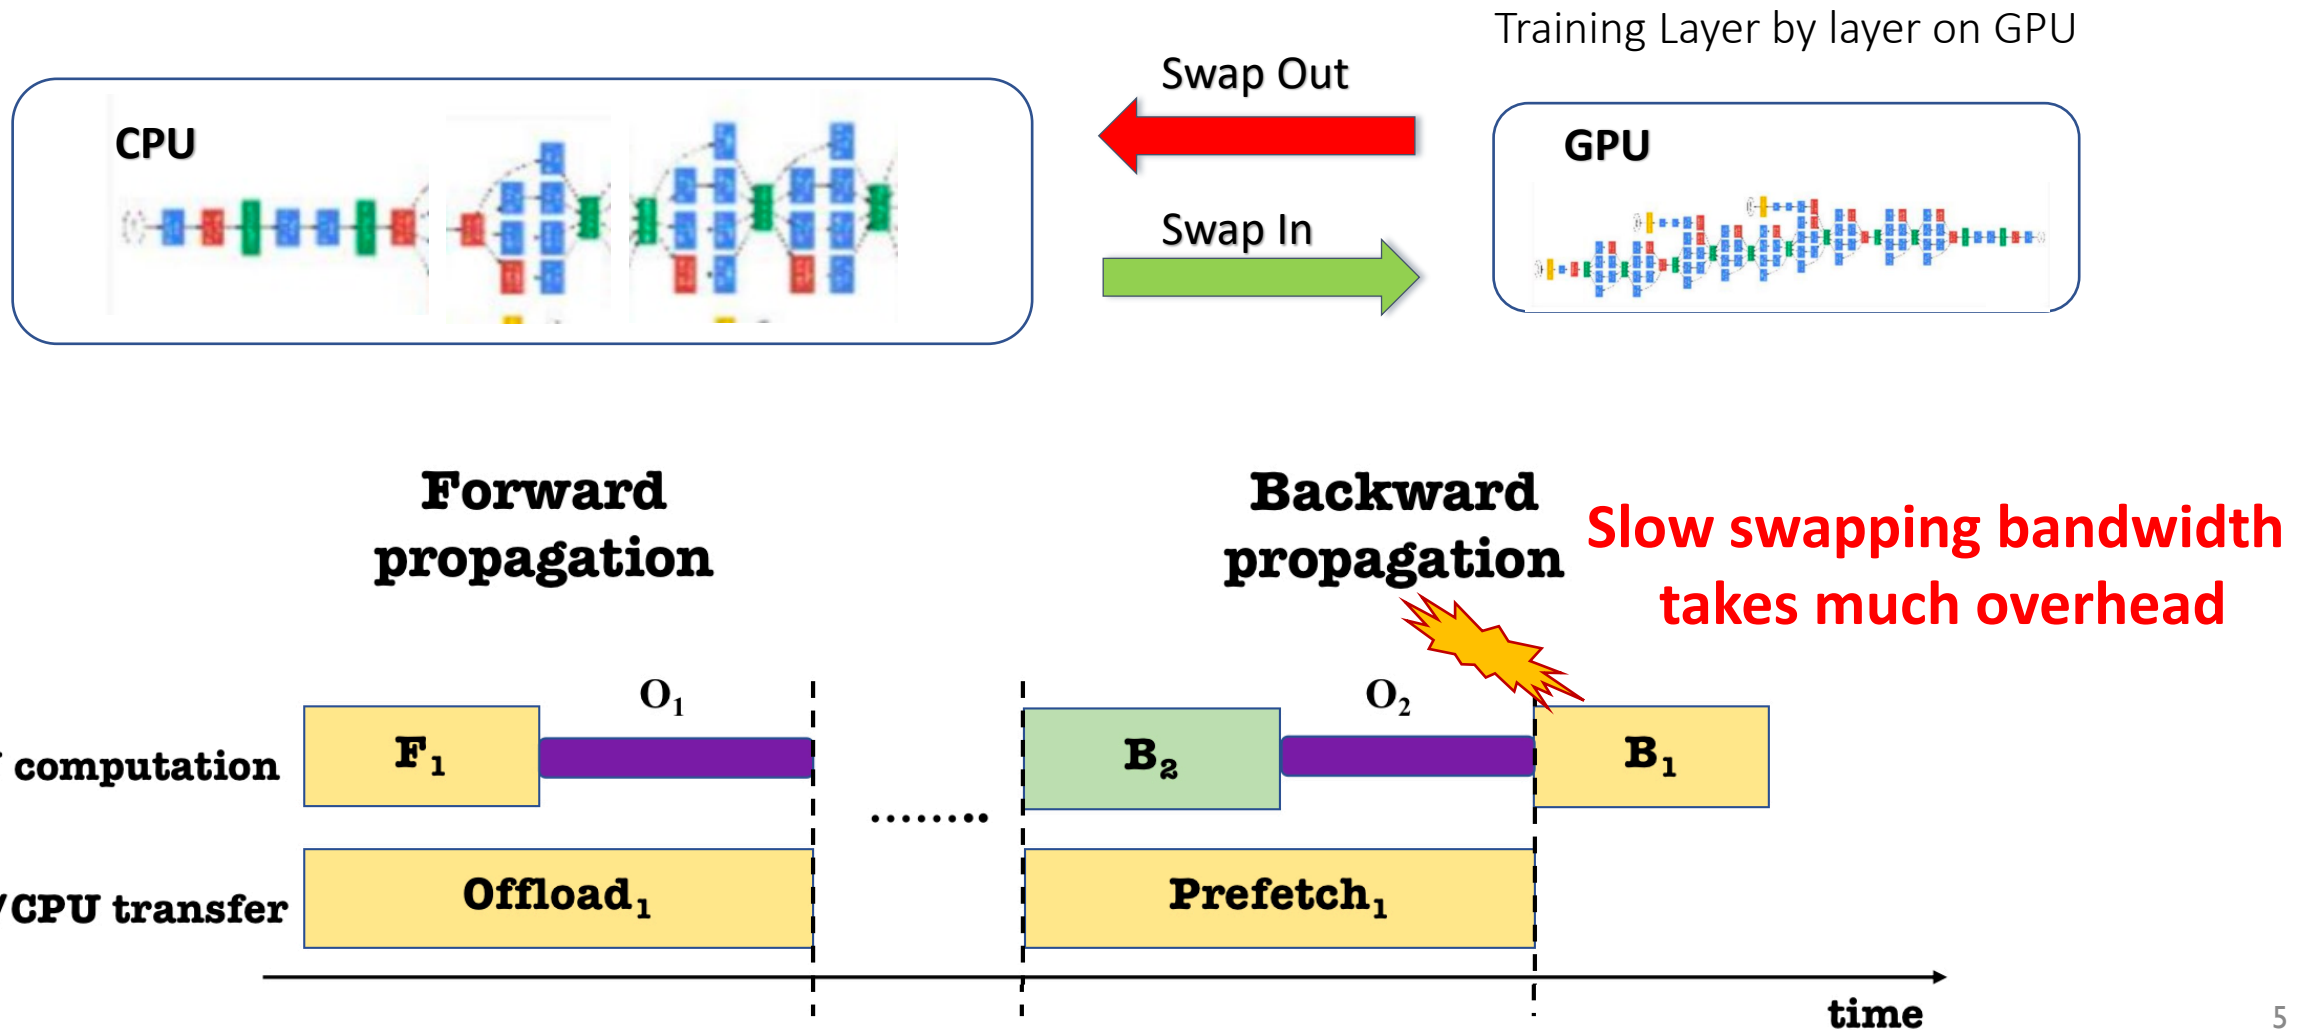 Training Layer by layer on GPU
Swap Out
CPU
GPU
Swap In
Forward
propagation
Backward
propagation
Slow swapping bandwidth
takes much overhead
O₁
O₂
F₁
B₂
B₁
computation
........
Offload₁
Prefetch₁
/CPU transfer
time
5